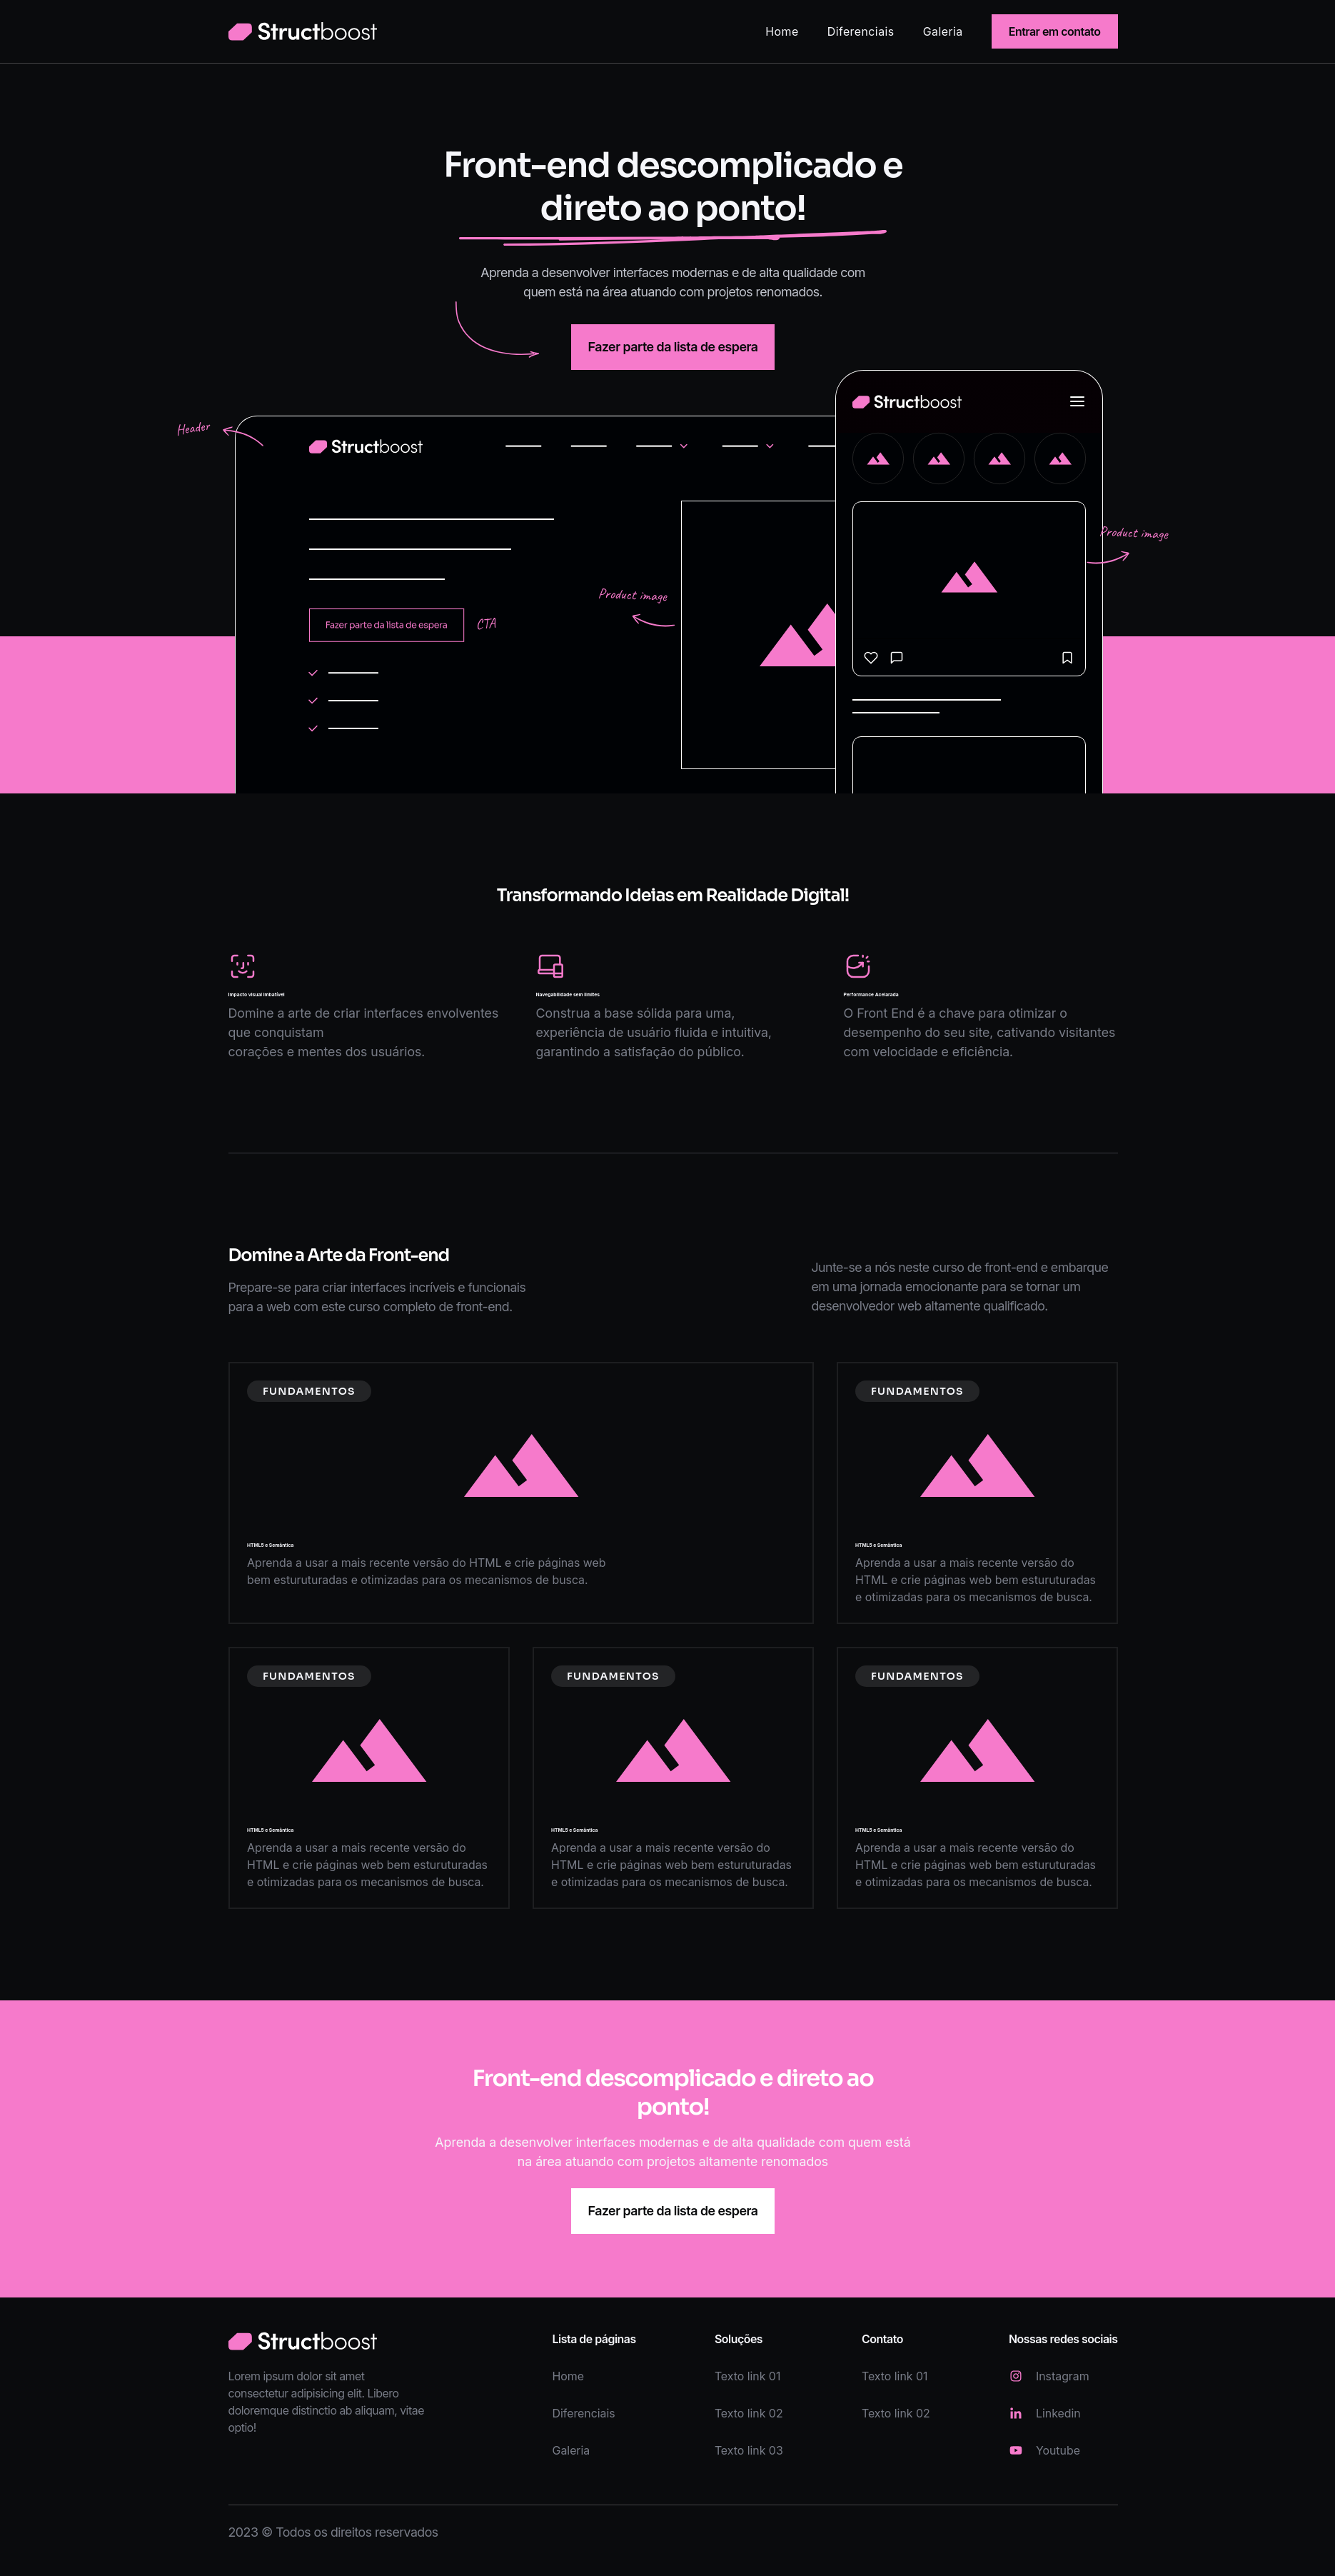 Structboost
Home
Diferenciais
Galeria
Entrar em contato
Front-end descomplicado e
direto ao ponto!
Aprenda a desenvolver interfaces modernas e de alta qualidade com
quem está na área atuando com projetos renomados.
Fazer parte da lista de espera
Header
Structboost
Structboost
Product image
Product image
Fazer parte da lista de espera
CTA
Transformando Ideias em Realidade Digital!
Impacto visual imbatível
Domine a arte de criar interfaces envolventes
que conquistam
corações e mentes dos usuários.
Navegabilidade sem limites
Construa a base sólida para uma,
experiência de usuário fluida e intuitiva,
garantindo a satisfação do público.
Performance Acelarada
O Front End é a chave para otimizar o
desempenho do seu site, cativando visitantes
com velocidade e eficiência.
Domine a Arte da Front-end
Prepare-se para criar interfaces incríveis e funcionais
para a web com este curso completo de front-end.
Junte-se a nós neste curso de front-end e embarque
em uma jornada emocionante para se tornar um
desenvolvedor web altamente qualificado.
FUNDAMENTOS
HTML5 e Semântica
Aprenda a usar a mais recente versão do HTML e crie páginas web
bem esturuturadas e otimizadas para os mecanismos de busca.
FUNDAMENTOS
HTML5 e Semântica
Aprenda a usar a mais recente versão do
HTML e crie páginas web bem esturuturadas
e otimizadas para os mecanismos de busca.
FUNDAMENTOS
HTML5 e Semântica
Aprenda a usar a mais recente versão do
HTML e crie páginas web bem esturuturadas
e otimizadas para os mecanismos de busca.
FUNDAMENTOS
HTML5 e Semântica
Aprenda a usar a mais recente versão do
HTML e crie páginas web bem esturuturadas
e otimizadas para os mecanismos de busca.
FUNDAMENTOS
HTML5 e Semântica
Aprenda a usar a mais recente versão do
HTML e crie páginas web bem esturuturadas
e otimizadas para os mecanismos de busca.
Front-end descomplicado e direto ao
ponto!
Aprenda a desenvolver interfaces modernas e de alta qualidade com quem está
na área atuando com projetos altamente renomados
Fazer parte da lista de espera
Structboost
Lorem ipsum dolor sit amet
consectetur adipisicing elit. Libero
doloremque distinctio ab aliquam, vitae
optio!
Lista de páginas
Home
Diferenciais
Galeria
Soluções
Texto link 01
Texto link 02
Texto link 03
Contato
Texto link 01
Texto link 02
Nossas redes sociais
Instagram
Linkedin
Youtube
2023 © Todos os direitos reservados